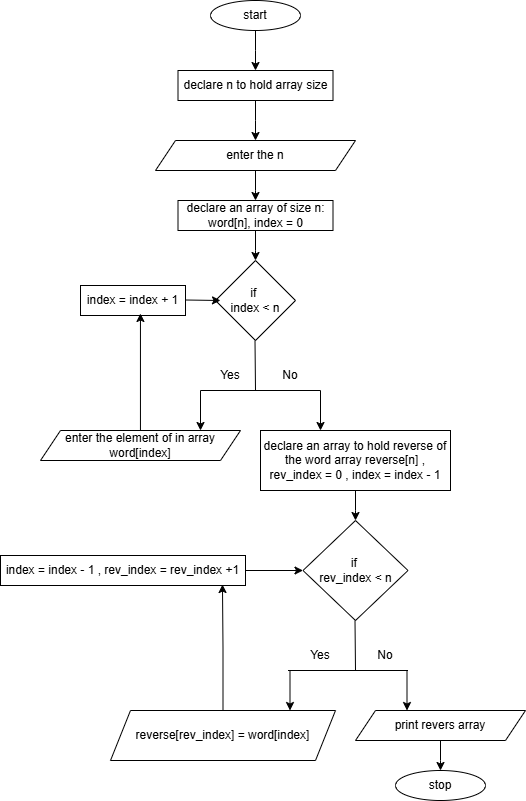 start
declare n to hold array size
enter the n
declare an array of size n:
word[n], index = 0
if
index < n
index = index + 1
Yes
No
enter the element of in array
word[index]
declare an array to hold reverse of
the word array reverse[n] ,
rev_index = 0 , index = index - 1
if
rev_index < n
index = index - 1 , rev_index = rev_index +1
Yes
No
reverse[rev_index] = word[index]
print revers array
stop